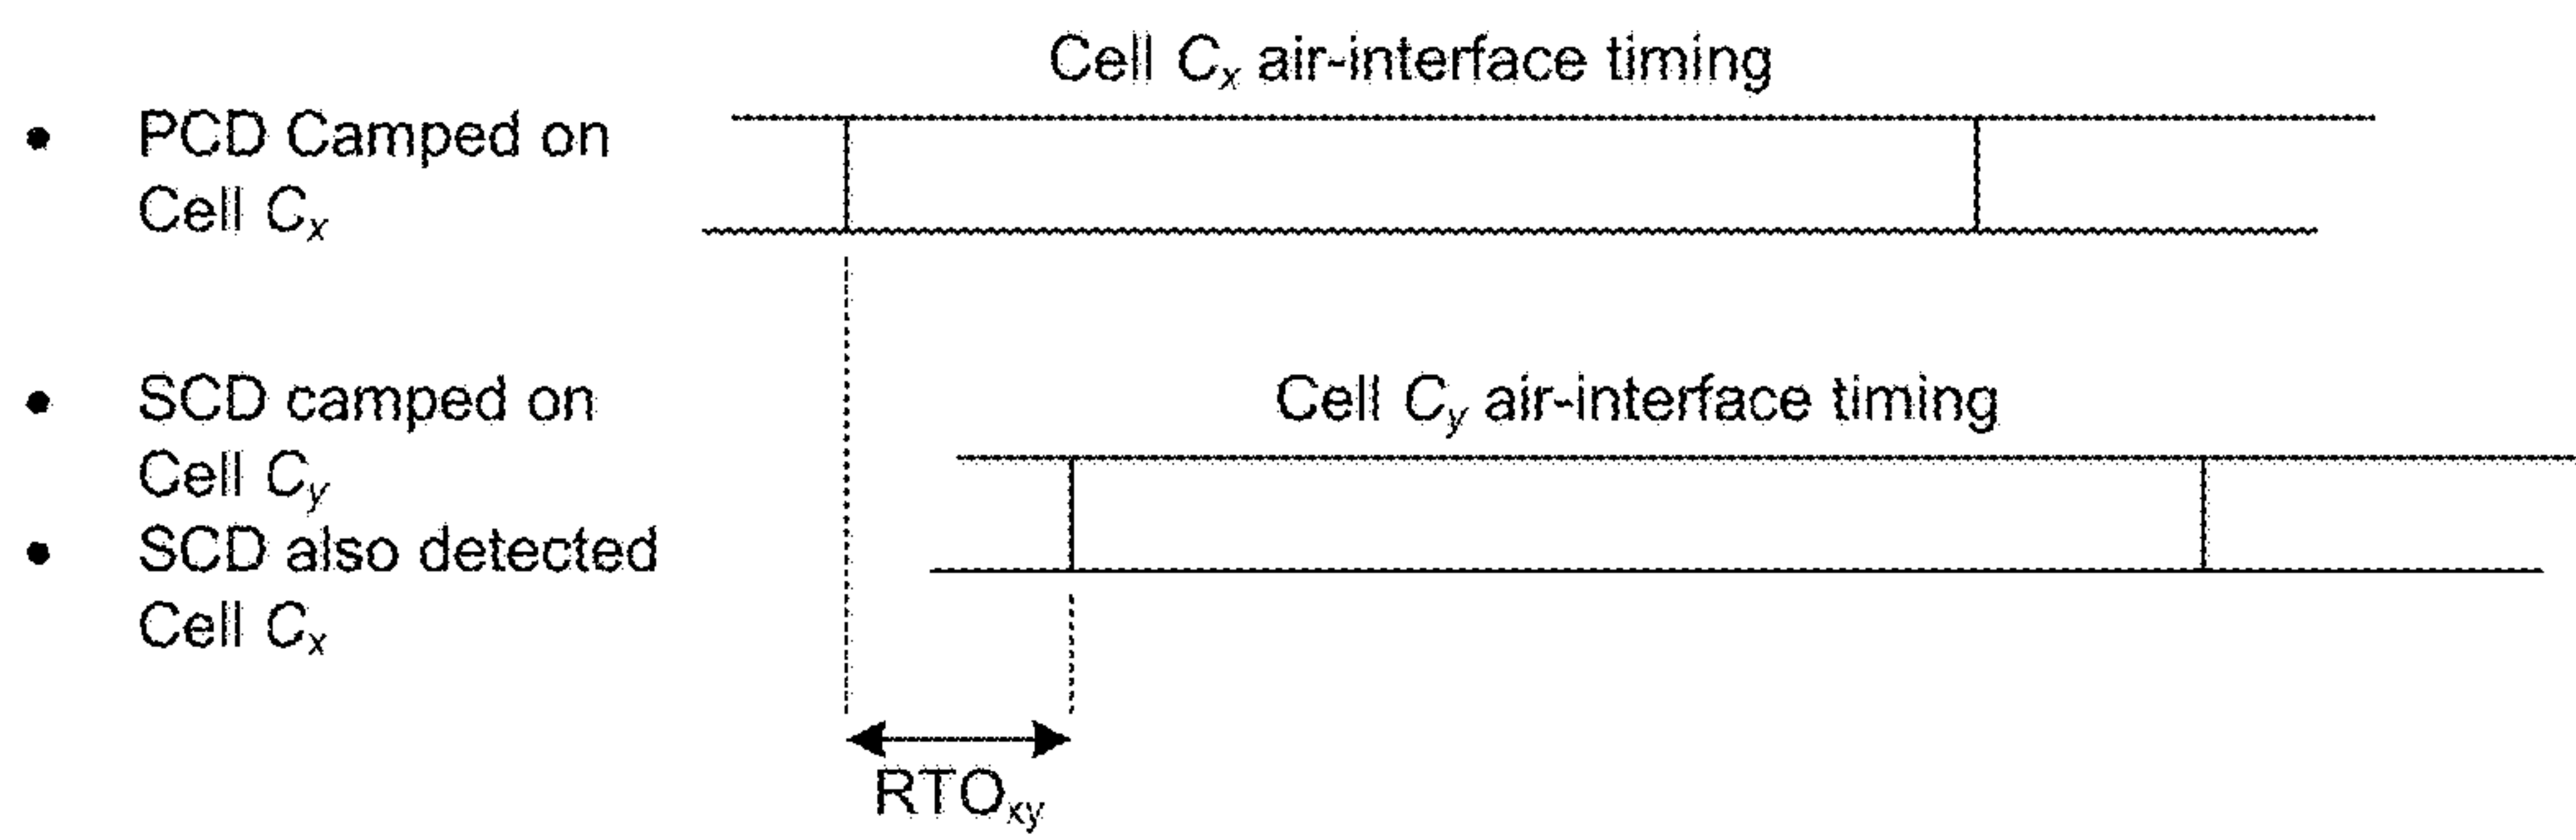 Cell Cx air-interface timing
• PCD Camped on
Cell Cx
• SCD camped on
Cell Cy
• SCD also detected
Cell Cx
Cell Cy air-interface timing
RTOxy